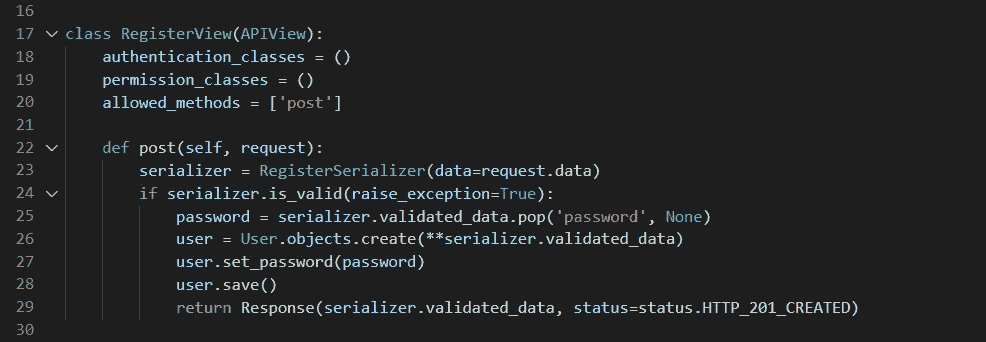 16
17 class RegisterView(APIView):
18     authentication_classes = ()
19     permission_classes = ()
20     allowed_methods = ['post']
21
22     def post(self, request):
23         serializer = RegisterSerializer(data=request.data)
24         if serializer.is_valid(raise_exception=True):
25             password = serializer.validated_data.pop('password', None)
26             user = User.objects.create(**serializer.validated_data)
27             user.set_password(password)
28             user.save()
29             return Response(serializer.validated_data, status=status.HTTP_201_CREATED)
30